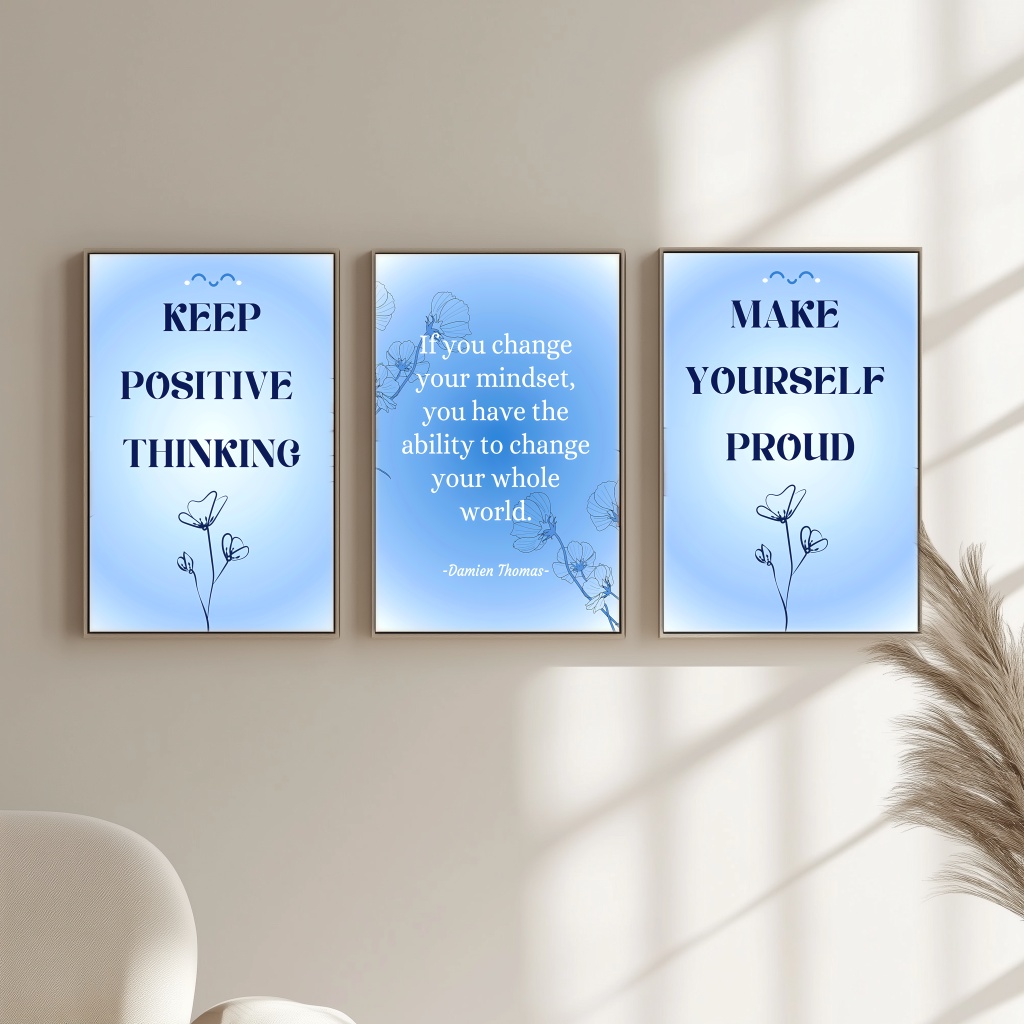 KEEP
POSITIVE
THINKING
If you change
your mindset,
you have the
ability to change
your whole
world.
-Damien Thomas-
MAKE
YOURSELF
PROUD